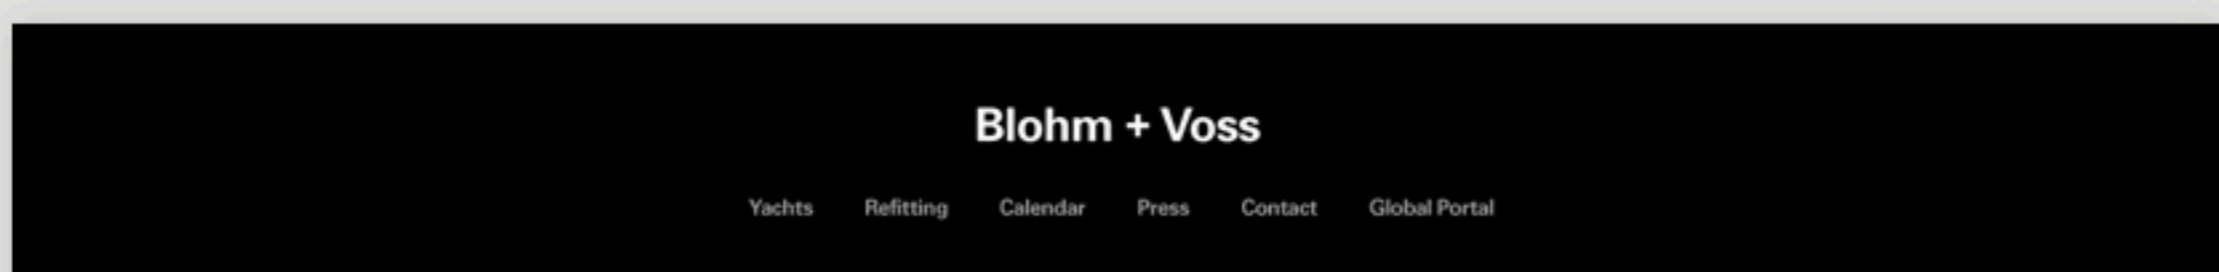 Blohm + Voss
Yachts Refitting Calendar Press Contact Global Portal